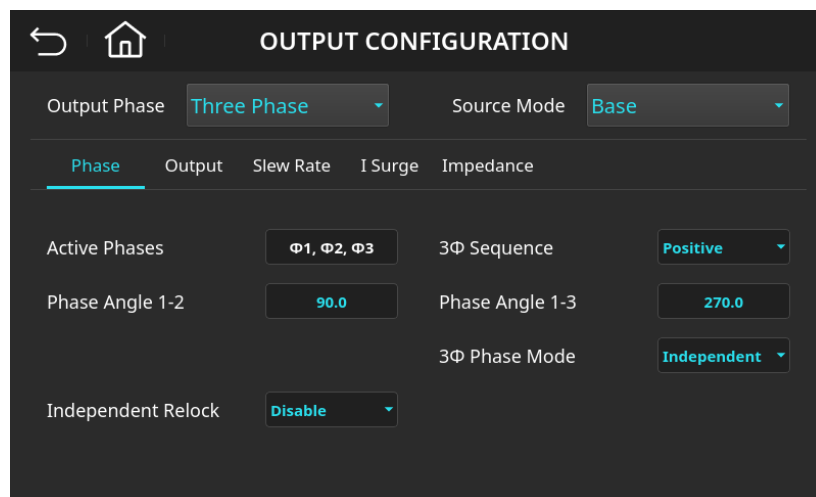 OUTPUT CONFIGURATION
Output Phase Three Phase Source Mode Base
Phase Output Slew Rate I Surge Impedance
Active Phases Φ1, Φ2, Φ3 3Φ Sequence Positive
Phase Angle 1-2 90.0 Phase Angle 1-3 270.0
3Φ Phase Mode Independent
Independent Relock Disable